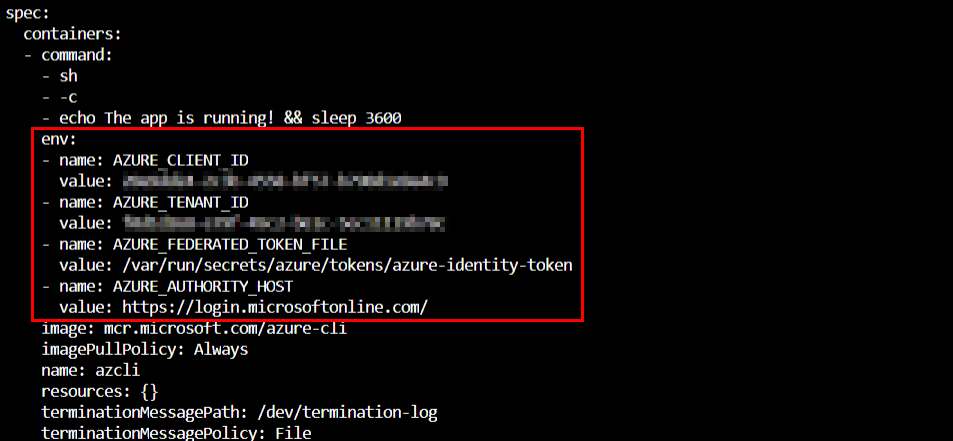 spec:
containers:
- command:
- sh
- -c
- echo The app is running! && sleep 3600
env:
- name: AZURE_CLIENT_ID
value:
- name: AZURE_TENANT_ID
value:
- name: AZURE_FEDERATED_TOKEN_FILE
value: /var/run/secrets/azure/tokens/azure-identity-token
- name: AZURE_AUTHORITY_HOST
value: https://login.microsoftonline.com/
image: mcr.microsoft.com/azure-cli
imagePullPolicy: Always
name: azcli
resources: {}
terminationMessagePath: /dev/termination-log
terminationMessagePolicy: File